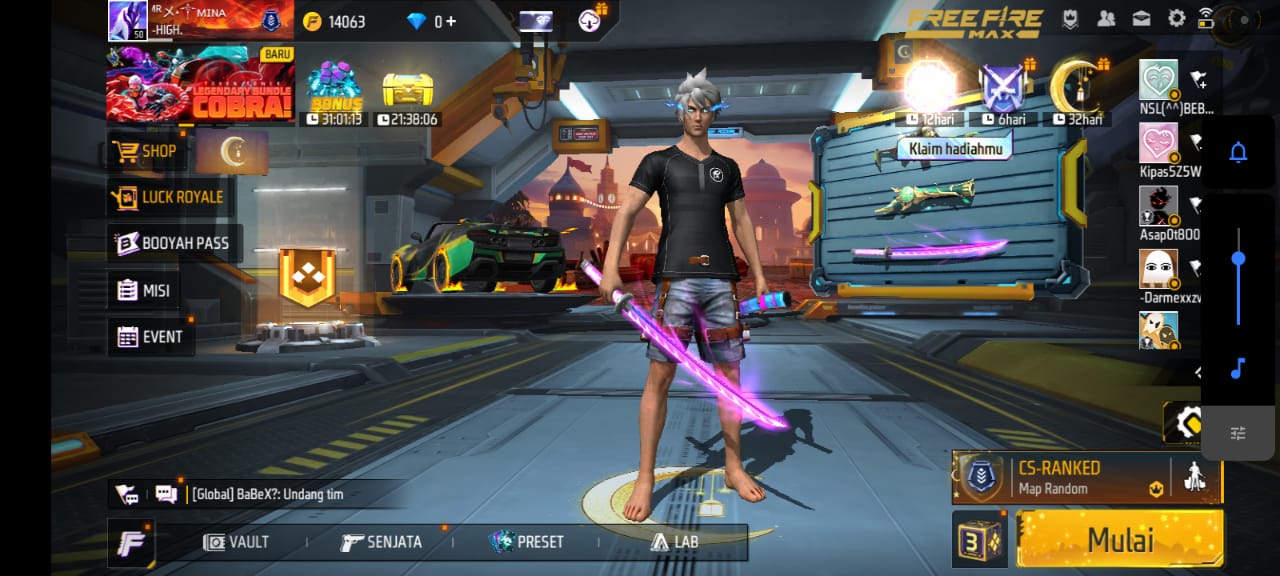 MINA
-HIGH.
50
14063
0+
FREE FIRE
MAX
BARU
LEGENDARY BUNDLE
COBRA!
BONUS
31:01:13
21:38:06
12hari
6hari
32hari
Klaim hadiahmu
SHOP
LUCK ROYALE
BOOYAH PASS
MISI
EVENT
NSL(^^)BEB...
Kipas5Z5W
Asap0t800
-Darmexxzv
[Global] BaBeX?: Undang tim
CS-RANKED
Map Random
VAULT
SENJATA
PRESET
LAB
3
Mulai